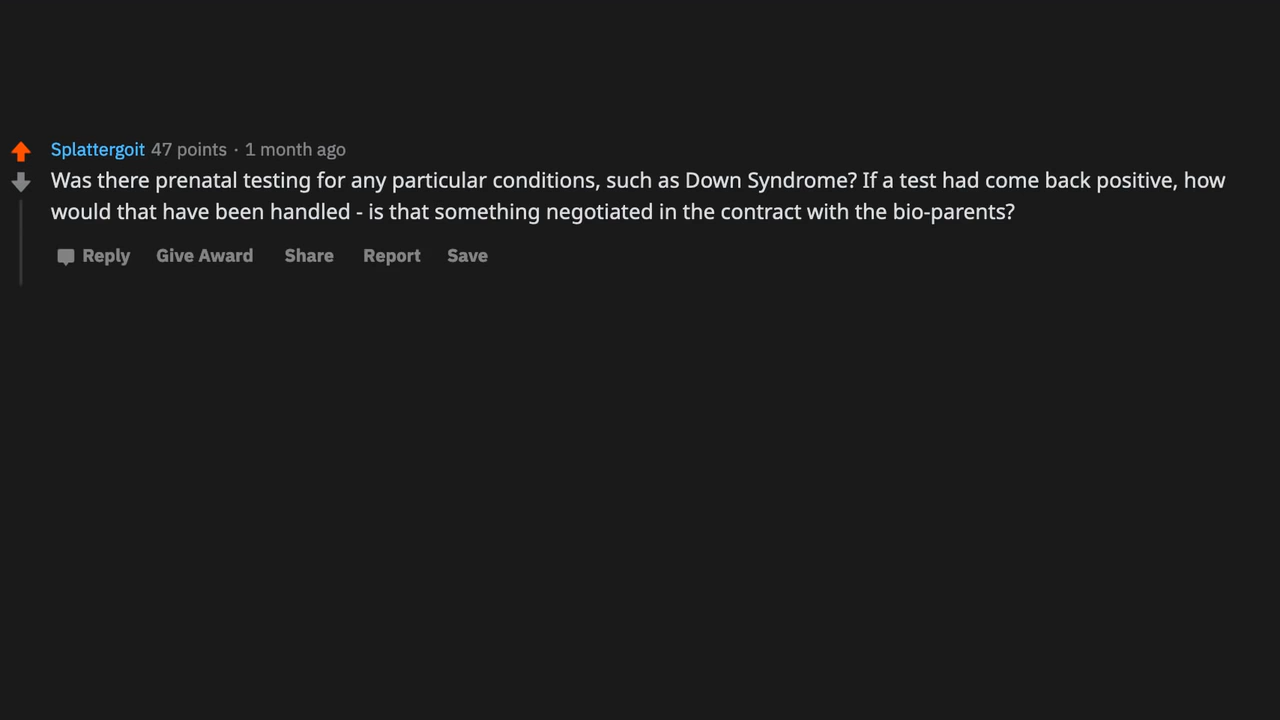 Splattergoit 47 points · 1 month ago
Was there prenatal testing for any particular conditions, such as Down Syndrome? If a test had come back positive, how
would that have been handled - is that something negotiated in the contract with the bio-parents?
Reply Give Award Share Report Save